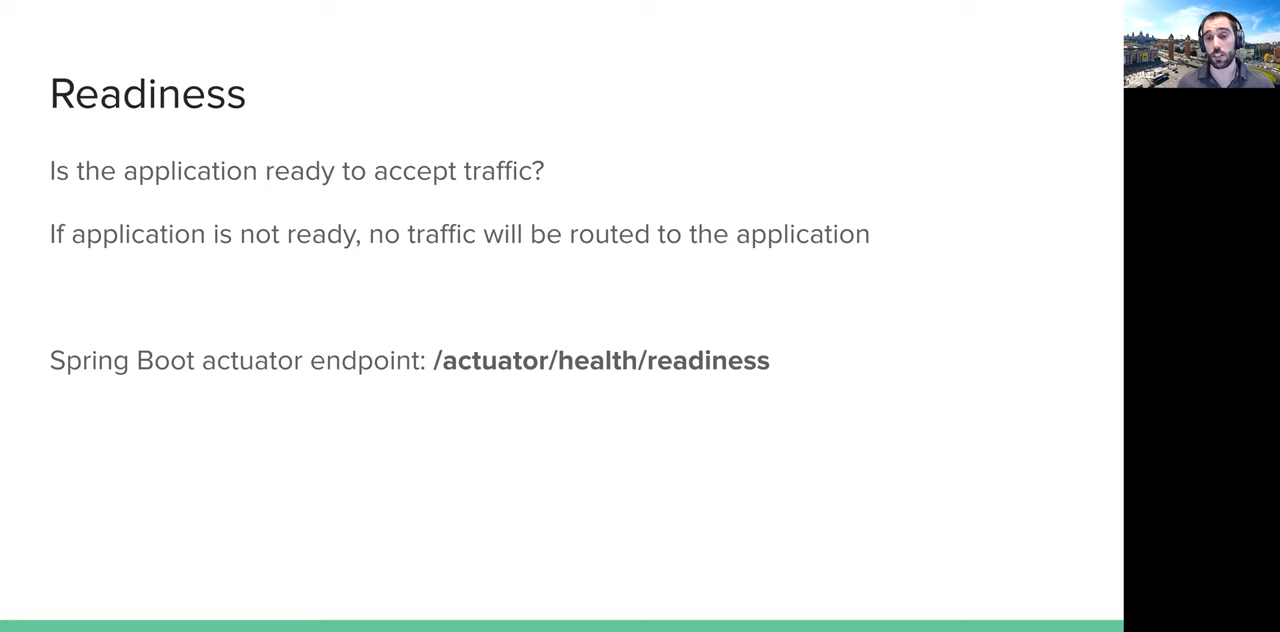 Readiness
Is the application ready to accept traffic?
If application is not ready, no traffic will be routed to the application
Spring Boot actuator endpoint: /actuator/health/readiness